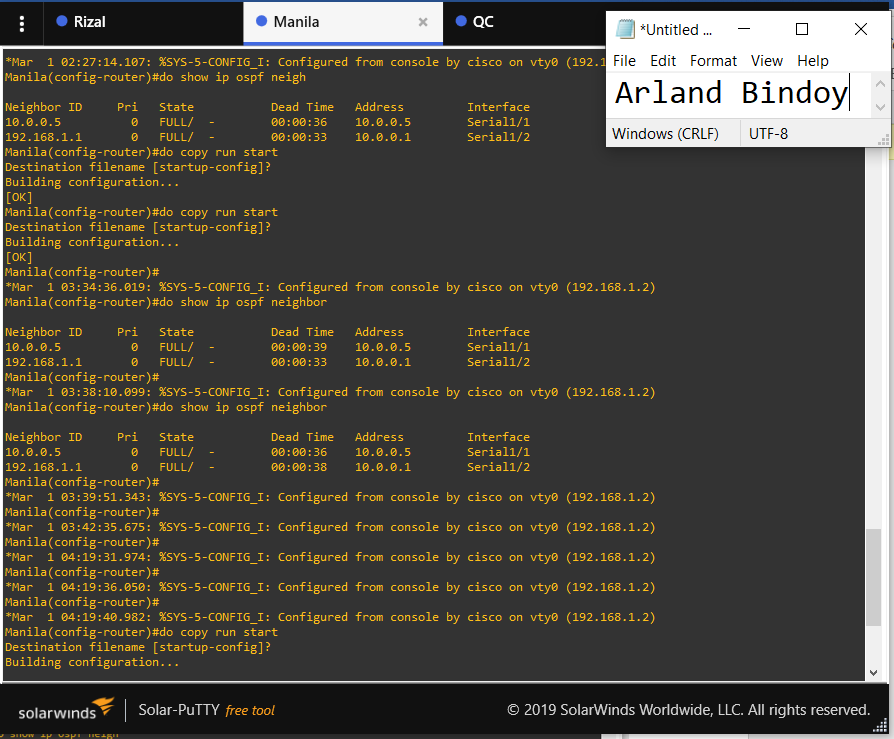 Rizal
Manila
QC
*Untitled ...
File Edit Format View Help
Arland Bindoy
Windows (CRLF) UTF-8
*Mar  1 02:27:14.107: %SYS-5-CONFIG_I: Configured from console by cisco on vty0 (192.1
Manila(config-router)#do show ip ospf neigh
Neighbor ID     Pri   State           Dead Time   Address         Interface
10.0.0.5          0   FULL/  -        00:00:36    10.0.0.5        Serial1/1
192.168.1.1       0   FULL/  -        00:00:33    10.0.0.1        Serial1/2
Manila(config-router)#do copy run start
Destination filename [startup-config]?
Building configuration...
[OK]
Manila(config-router)#do copy run start
Destination filename [startup-config]?
Building configuration...
[OK]
Manila(config-router)#
*Mar  1 03:34:36.019: %SYS-5-CONFIG_I: Configured from console by cisco on vty0 (192.168.1.2)
Manila(config-router)#do show ip ospf neighbor
Neighbor ID     Pri   State           Dead Time   Address         Interface
10.0.0.5          0   FULL/  -        00:00:39    10.0.0.5        Serial1/1
192.168.1.1       0   FULL/  -        00:00:33    10.0.0.1        Serial1/2
Manila(config-router)#
*Mar  1 03:38:10.099: %SYS-5-CONFIG_I: Configured from console by cisco on vty0 (192.168.1.2)
Manila(config-router)#do show ip ospf neighbor
Neighbor ID     Pri   State           Dead Time   Address         Interface
10.0.0.5          0   FULL/  -        00:00:36    10.0.0.5        Serial1/1
192.168.1.1       0   FULL/  -        00:00:38    10.0.0.1        Serial1/2
Manila(config-router)#
*Mar  1 03:39:51.343: %SYS-5-CONFIG_I: Configured from console by cisco on vty0 (192.168.1.2)
Manila(config-router)#
*Mar  1 03:42:35.675: %SYS-5-CONFIG_I: Configured from console by cisco on vty0 (192.168.1.2)
Manila(config-router)#
*Mar  1 04:19:31.974: %SYS-5-CONFIG_I: Configured from console by cisco on vty0 (192.168.1.2)
Manila(config-router)#
*Mar  1 04:19:36.050: %SYS-5-CONFIG_I: Configured from console by cisco on vty0 (192.168.1.2)
Manila(config-router)#
*Mar  1 04:19:40.982: %SYS-5-CONFIG_I: Configured from console by cisco on vty0 (192.168.1.2)
Manila(config-router)#do copy run start
Destination filename [startup-config]?
Building configuration...
solarwinds Solar-PuTTY free tool © 2019 SolarWinds Worldwide, LLC. All rights reserved.
show ip ospf neigh